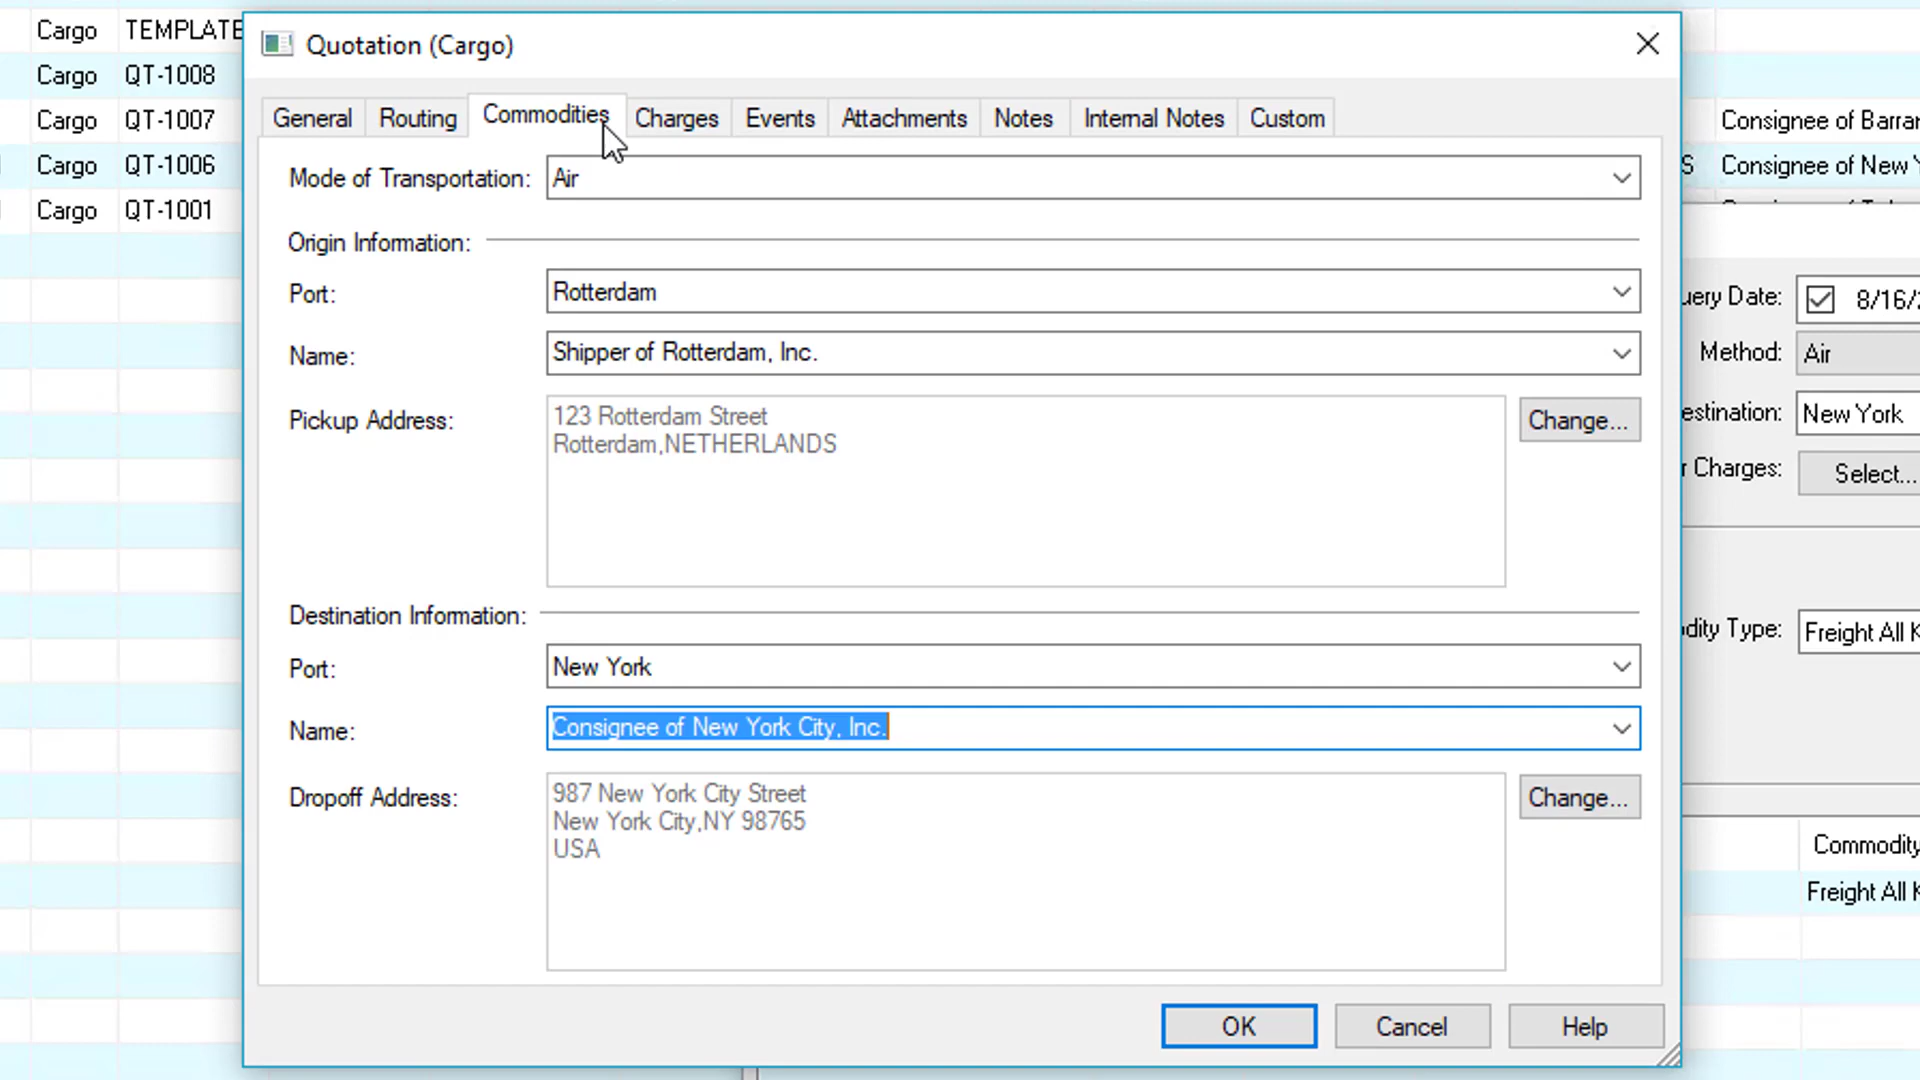 Cargo TEMPLATE
Cargo QT-1008
Cargo QT-1007
Cargo QT-1006
Cargo QT-1001
Quotation (Cargo)
General Routing Commodities Charges Events Attachments Notes Internal Notes Custom
Mode of Transportation: Air
Origin Information:
Port: Rotterdam
Name: Shipper of Rotterdam, Inc.
Pickup Address: 123 Rotterdam Street
Rotterdam,NETHERLANDS
Change...
Destination Information:
Port: New York
Name: Consignee of New York City, Inc.
Dropoff Address: 987 New York City Street
New York City,NY 98765
USA
Change...
OK Cancel Help
Consignee of Barran
S Consignee of New Y
uery Date: 8/16/2
Method: Air
estination: New York
r Charges: Select...
dity Type: Freight All K
Commodity
Freight All K